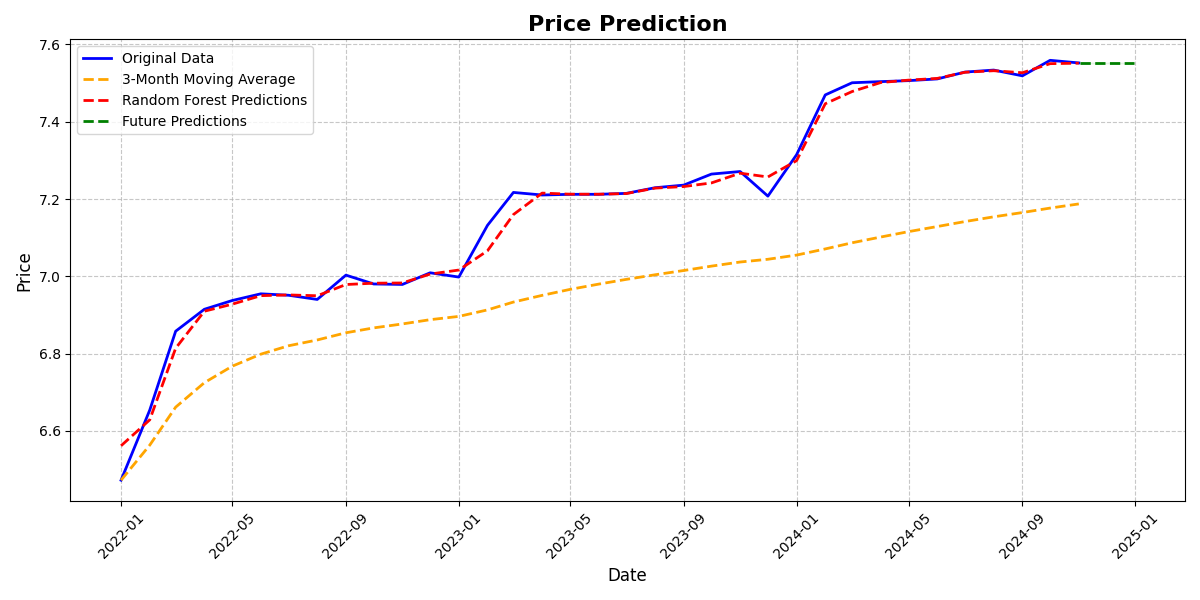 Price Prediction
Original Data
3-Month Moving Average
Random Forest Predictions
Future Predictions
Price
7.6
7.4
7.2
7.0
6.8
6.6
2022-01
2022-05
2022-09
2023-01
2023-05
2023-09
2024-01
2024-05
2024-09
2025-01
Date